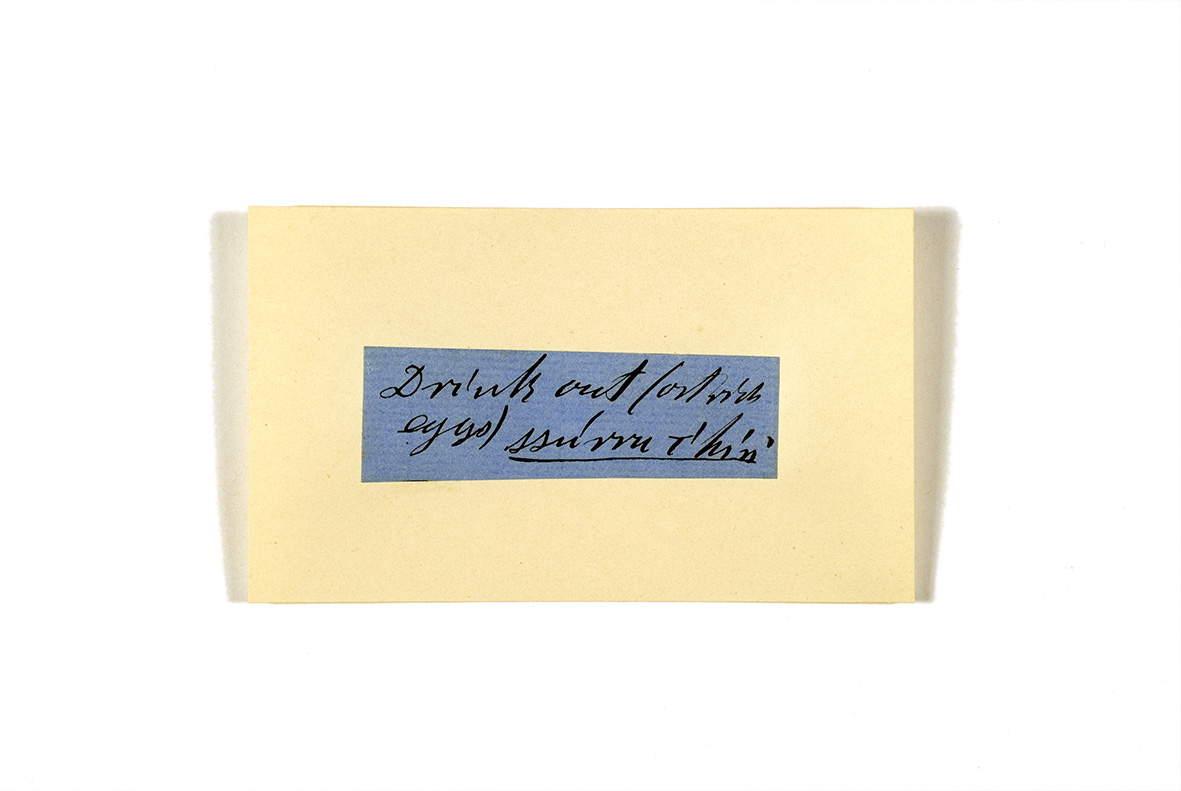 Drink out (ostrich
eggs)